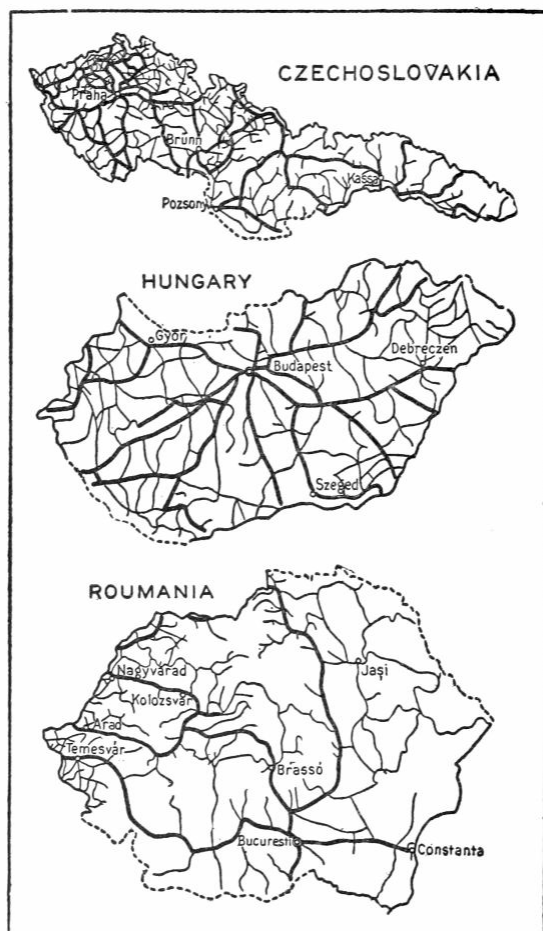 CZECHOSLOVAKIA
Praha
Brünn
Kassa
Pozsony
HUNGARY
Győr
Debreczen
Budapest
Szeged
ROUMANIA
Nagyvárad
Jaşi
Kolozsvár
Arad
Temesvár
Brassó
Bucuresti
Constanta